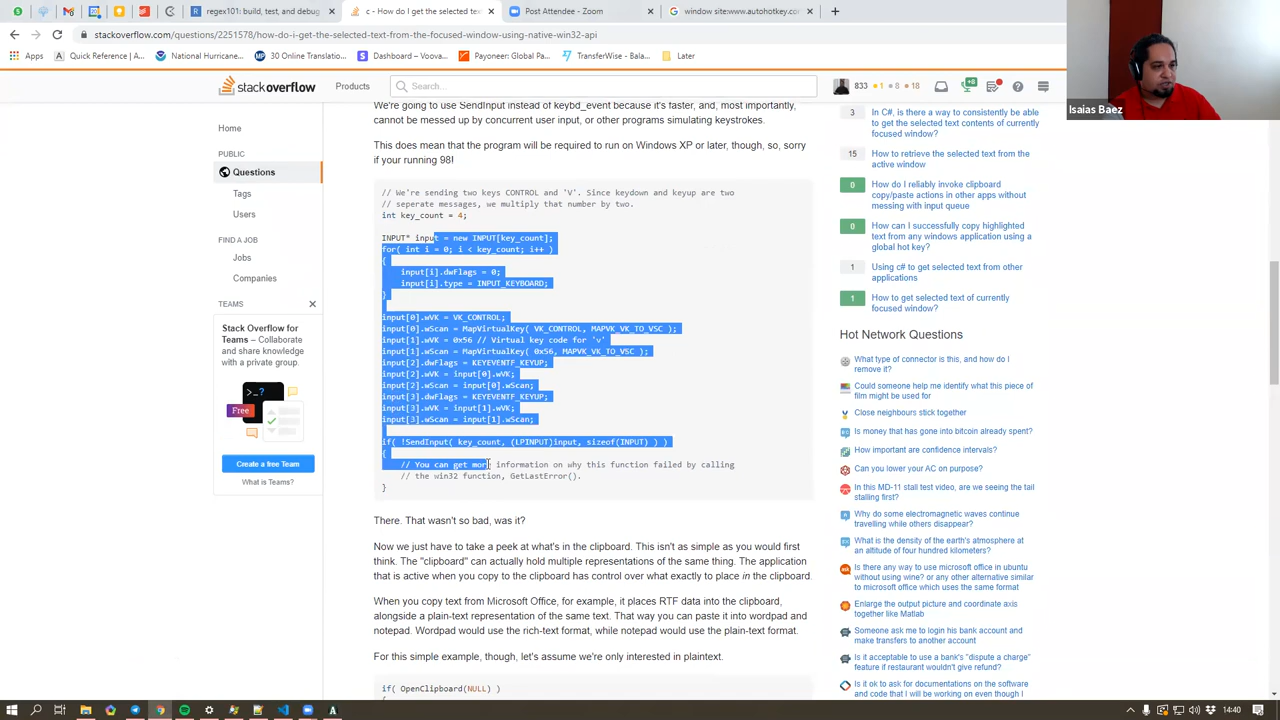 regex101: build, test, and debug
c - How do I get the selected text
Post Attendee - Zoom
window site:www.autohotkey.c
stackoverflow.com/questions/2251578/how-do-i-get-the-selected-text-from-the-focused-window-using-native-win32-api
Apps
Quick Reference | A...
National Hurricane...
30 Online Translatio...
Dashboard – Voova...
Payoneer: Global P...
TransferWise - Bala...
Later
stackoverflow
Products
Search...
833
1
8
18
+8
Isaias Baez
Home
PUBLIC
Questions
Tags
Users
FIND A JOB
Jobs
Companies
TEAMS
Stack Overflow for
Teams – Collaborate
and share knowledge
with a private group.
Free
Create a free Team
What is Teams?
We're going to use SendInput instead of keybd_event because it's faster, and, most importantly,
cannot be messed up by concurrent user input, or other programs simulating keystrokes.
This does mean that the program will be required to run on Windows XP or later, though, so, sorry
if your running 98!
// We're sending two keys CONTROL and 'V'. Since keydown and keyup are two
// seperate messages, we multiply that number by two.
int key_count = 4;
INPUT* input = new INPUT[key_count];
for( int i = 0; i < key_count; i++ )
{
input[i].dwFlags = 0;
input[i].type = INPUT_KEYBOARD;
}
input[0].wVK = VK_CONTROL;
input[0].wScan = MapVirtualKey( VK_CONTROL, MAPVK_VK_TO_VSC );
input[1].wVK = 0x56 // Virtual key code for 'v'
input[1].wScan = MapVirtualKey( 0x56, MAPVK_VK_TO_VSC );
input[2].dwFlags = KEYEVENTF_KEYUP;
input[2].wVK = input[0].wVK;
input[2].wScan = input[0].wScan;
input[3].dwFlags = KEYEVENTF_KEYUP;
input[3].wVK = input[1].wVK;
input[3].wScan = input[1].wScan;
if( !SendInput( key_count, (LPINPUT)input, sizeof(INPUT) ) )
{
// You can get more information on why this function failed by calling
// the win32 function, GetLastError().
}
There. That wasn't so bad, was it?
Now we just have to take a peek at what's in the clipboard. This isn't as simple as you would first
think. The "clipboard" can actually hold multiple representations of the same thing. The application
that is active when you copy to the clipboard has control over what exactly to place in the clipboard.
When you copy text from Microsoft Office, for example, it places RTF data into the clipboard,
alongside a plain-text representation of the same text. That way you can paste it into wordpad and
notepad. Wordpad would use the rich-text format, while notepad would use the plain-text format.
For this simple example, though, let's assume we're only interested in plaintext.
if( OpenClipboard(NULL) )
3 In C#, is there a way to consistently be able
to get the selected text contents of currently
focused window?
15 How to retrieve the selected text from the
active window
0 How do I reliably invoke clipboard
copy/paste actions in other apps without
messing with input queue
0 How can I successfully copy highlighted
text from any windows application using a
global hot key?
1 Using c# to get selected text from other
applications
1 How to get selected text of currently
focused window?
Hot Network Questions
What type of connector is this, and how do I
remove it?
Could someone help me identify what this piece of
film might be used for
Close neighbours stick together
Is money that has gone into bitcoin already spent?
How important are confidence intervals?
Can you lower your AC on purpose?
In this MD-11 stall test video, are we seeing the tail
stalling first?
Why do some electromagnetic waves continue
travelling while others disappear?
What is the density of the earth's atmosphere at
an altitude of four hundred kilometers?
Is there any way to use microsoft office in ubuntu
without using wine? or any other alternative similar
to microsoft office which uses the same format
Enlarge the output picture and coordinate axis
together like Matlab
Someone ask me to login his bank account and
make transfers to another account
Is it acceptable to use a bank's "dispute a charge"
feature if restaurant wouldn't give refund?
Is it ok to ask for documentations on the software
and code that I will be working on even though I
ENG
14:40